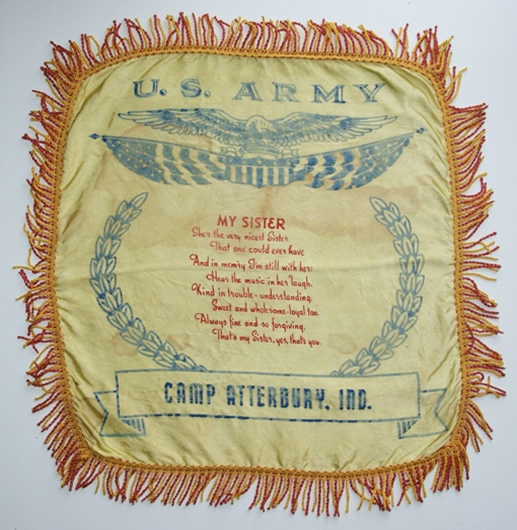 U.S. ARMY
MY SISTER
She's the very nicest Sister
That one could ever have
And in memry I'm still with her:
Hear the music in her laugh.
Kind in trouble-understanding.
Sweet and wholesome-loyal too.
Always fine and so forgiving.
That's my Sister, yes, that's you.
CAMP ATTERBURY, IND.